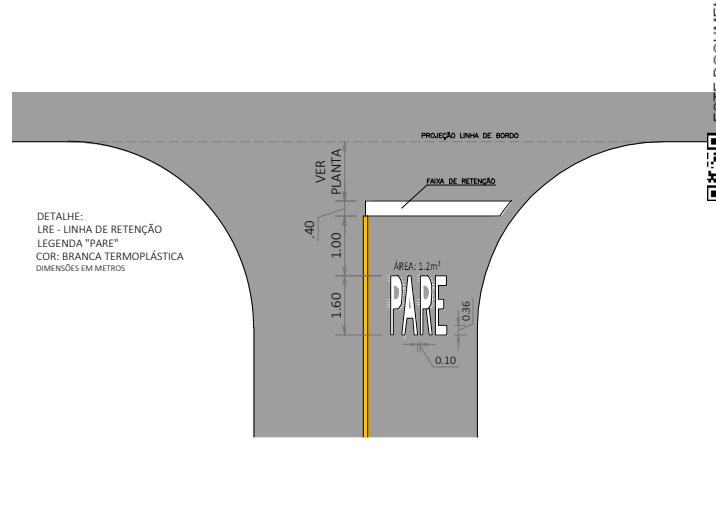 PROJEÇÃO LINHA DE BORDO
VER
PLANTA
FAIXA DE RETENÇÃO
DETALHE:
LRE - LINHA DE RETENÇÃO
LEGENDA "PARE"
COR: BRANCA TERMOPLÁSTICA
DIMENSÕES EM METROS
.40
1.00
ÁREA: 1.2m²
PARE
1.60
0.36
0.10